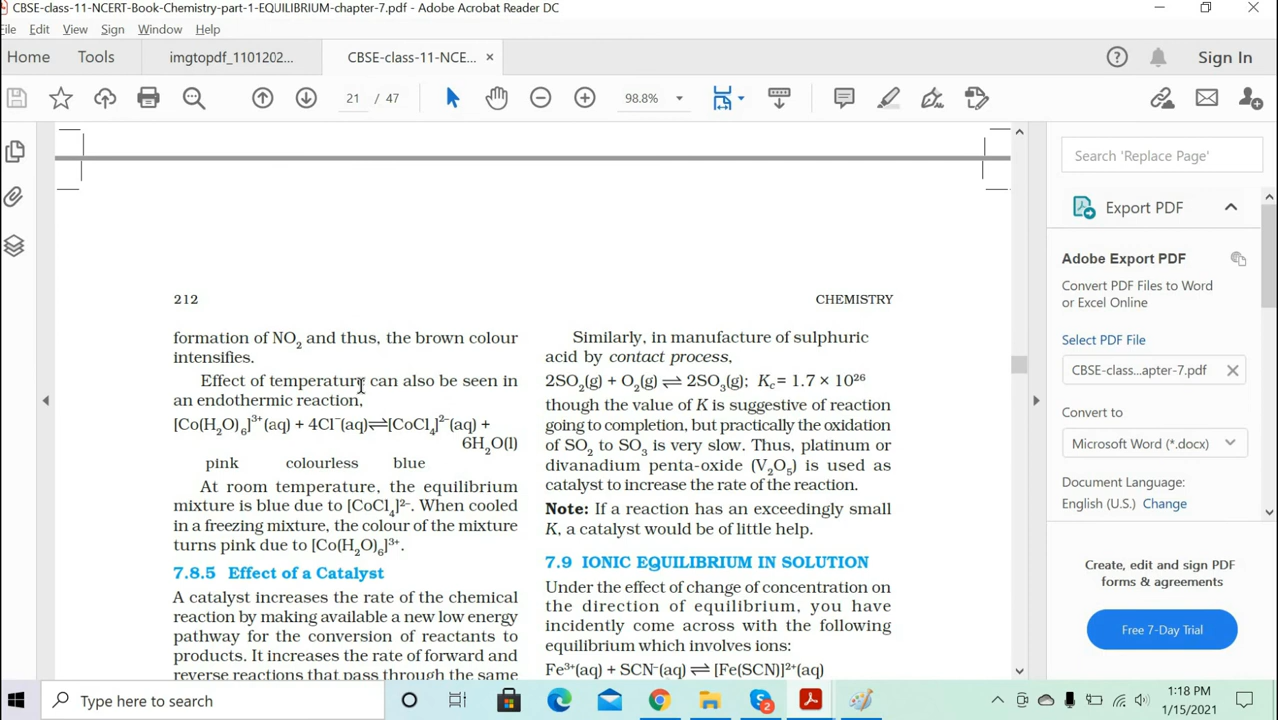 CBSE-class-11-NCERT-Book-Chemistry-part-1-EQUILIBRIUM-chapter-7.pdf - Adobe Acrobat Reader DC
File Edit View Sign Window Help
Home Tools imgtopdf_1101202... CBSE-class-11-NCE... × Sign In
21 / 47 98.8%
Search 'Replace Page'
Export PDF
Adobe Export PDF
Convert PDF Files to Word
or Excel Online
Select PDF File
CBSE-class...apter-7.pdf
Convert to
Microsoft Word (*.docx)
Document Language:
English (U.S.) Change
Create, edit and sign PDF
forms & agreements
Free 7-Day Trial
212
CHEMISTRY
formation of NO₂ and thus, the brown colour
intensifies.
Effect of temperature can also be seen in
an endothermic reaction,
[Co(H₂O)₆]³⁺(aq) + 4Cl⁻(aq)⇌[CoCl₄]²⁻(aq) +
6H₂O(l)
pink colourless blue
At room temperature, the equilibrium
mixture is blue due to [CoCl₄]²⁻. When cooled
in a freezing mixture, the colour of the mixture
turns pink due to [Co(H₂O)₆]³⁺.
7.8.5 Effect of a Catalyst
A catalyst increases the rate of the chemical
reaction by making available a new low energy
pathway for the conversion of reactants to
products. It increases the rate of forward and
reverse reactions that pass through the same
Similarly, in manufacture of sulphuric
acid by contact process,
2SO₂(g) + O₂(g) ⇌ 2SO₃(g); Kc = 1.7 × 10²⁶
though the value of K is suggestive of reaction
going to completion, but practically the oxidation
of SO₂ to SO₃ is very slow. Thus, platinum or
divanadium penta-oxide (V₂O₅) is used as
catalyst to increase the rate of the reaction.
Note: If a reaction has an exceedingly small
K, a catalyst would be of little help.
7.9 IONIC EQUILIBRIUM IN SOLUTION
Under the effect of change of concentration on
the direction of equilibrium, you have
incidently come across with the following
equilibrium which involves ions:
Fe³⁺(aq) + SCN⁻(aq) ⇌ [Fe(SCN)]²⁺(aq)
Type here to search
2
1:18 PM
1/15/2021